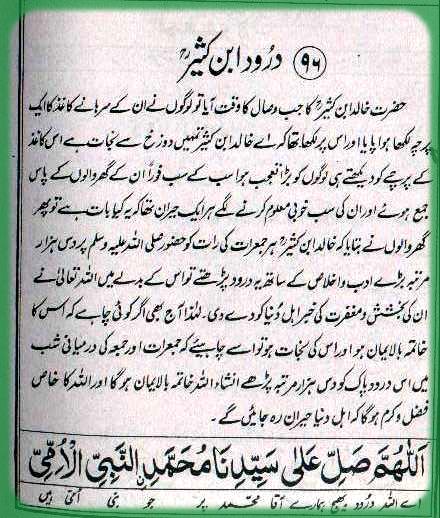 ۹۶ درُود ابن کثیرؒ
حضرت خالد ابن کثیرؒ کا جب وصال کا وقت آیا تو لوگوں نے ان کے سرہانے کاغذ کا ایک
پرچہ لکھا ہوا پایا اور اس پر لکھا تھا کہ اے خالد ابن کثیر تمہیں دوزخ سے نجات ہے اس کاغذ
کے پرچے کو دیکھتے ہی لوگوں کو بڑا تعجب ہوا سب کے سب فوراً ان کے گھر والوں کے پاس
جمع ہوئے اور ان کی سب خوبی معلوم کرنے لگے ہر ایک حیران تھا کہ یہ کیا بات ہے تو پھر
گھر والوں نے بتایا کہ خالد ابن کثیرؒ ہر جمعرات کی رات کو حضور صلی اللہ علیہ وسلم پر دس ہزار
مرتبہ بڑے ادب و اخلاص کے ساتھ یہ درود پڑھتے تو اس کے بدلے میں اللہ تعالیٰ نے
ان کی بخشش و مغفرت کی خبر اہل دُنیا کو دے دی۔ لہٰذا آج بھی اگر کوئی چاہے کہ اس کا
خاتمہ بالایمان ہو اور اس کی نجات ہو تو اسے چاہیئے کہ جمعرات اور جمعہ کی درمیانی شب
میں اس درود پاک کو دس ہزار مرتبہ پڑھے انشاء اللہ خاتمہ بالایمان ہوگا اور اللہ کا خاص
فضل و کرم ہوگا کہ اہل دنیا حیران رہ جائیں گے۔
اَللّٰهُمَّ صَلِّ عَلٰى سَيِّدِنَا مُحَمَّدِنِ النَّبِيِّ الْاُمِّيِّ
اے اللہ درُود بھیج ہمارے آقا محمد پر جو نبی اُمّی ہیں